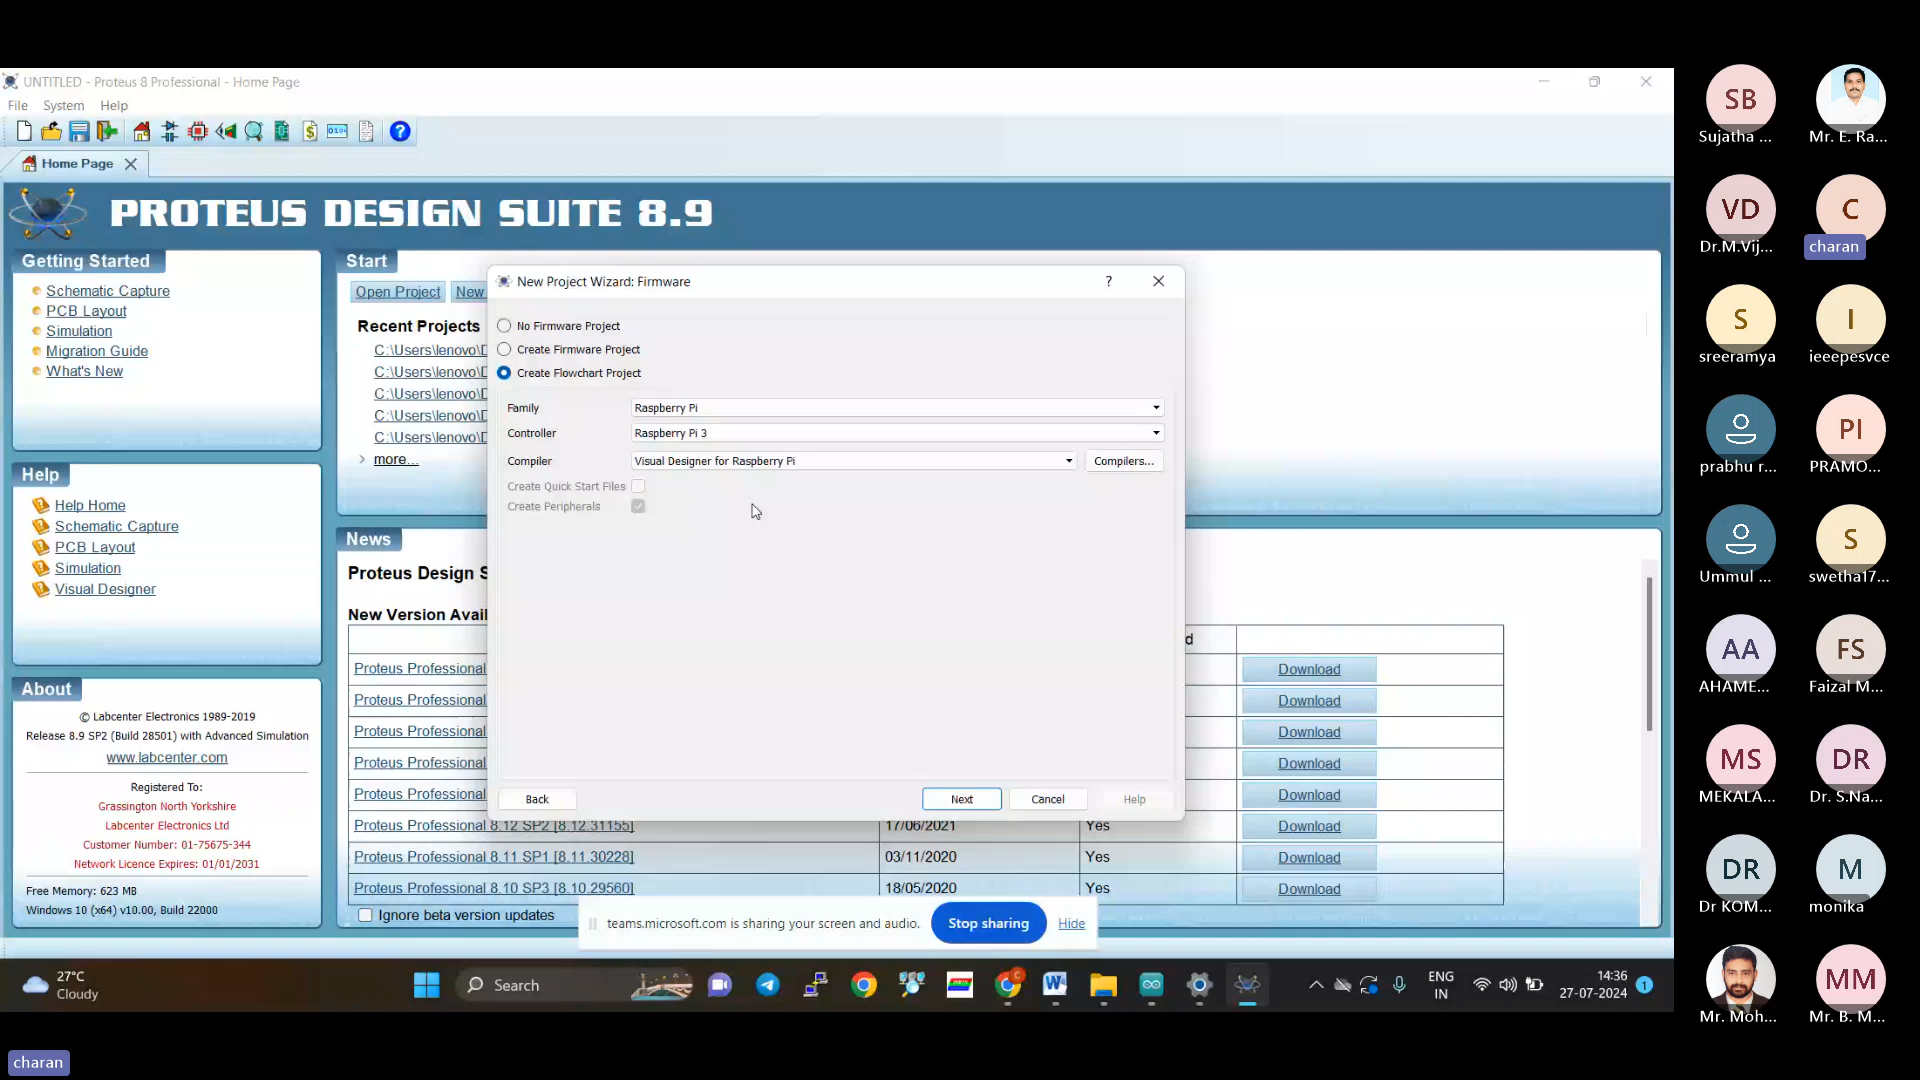 UNTITLED - Proteus 8 Professional - Home Page
File System Help
Home Page
PROTEUS DESIGN SUITE 8.9
Getting Started
Schematic Capture
PCB Layout
Simulation
Migration Guide
What's New
Help
Help Home
Schematic Capture
PCB Layout
Simulation
Visual Designer
About
© Labcenter Electronics 1989-2019
Release 8.9 SP2 (Build 28501) with Advanced Simulation
www.labcenter.com
Registered To:
Grassington North Yorkshire
Labcenter Electronics Ltd
Customer Number: 01-75675-344
Network Licence Expires: 01/01/2031
Free Memory: 623 MB
Windows 10 (x64) v10.00, Build 22000
Start
Open Project New
Recent Projects
C:\Users\lenovo\D
C:\Users\lenovo\D
C:\Users\lenovo\D
C:\Users\lenovo\D
C:\Users\lenovo\D
more...
News
Proteus Design S
New Version Avail
d
Proteus Professional Download
Proteus Professional Download
Proteus Professional Download
Proteus Professional Download
Proteus Professional Download
Proteus Professional 8.12 SP2 [8.12.31155] 17/06/2021 Yes Download
Proteus Professional 8.11 SP1 [8.11.30228] 03/11/2020 Yes Download
Proteus Professional 8.10 SP3 [8.10.29560] 18/05/2020 Yes Download
Ignore beta version updates
New Project Wizard: Firmware ?
No Firmware Project
Create Firmware Project
Create Flowchart Project
Family Raspberry Pi
Controller Raspberry Pi 3
Compiler Visual Designer for Raspberry Pi Compilers...
Create Quick Start Files
Create Peripherals
Back Next Cancel Help
teams.microsoft.com is sharing your screen and audio. Stop sharing Hide
27°C
Cloudy
Search
ENG
IN
14:36
27-07-2024
1
charan
SB
Sujatha ...
Mr. E. Ra...
VD
Dr.M.Vij...
C
charan
S
sreeramya
I
ieeepesvce
prabhu r...
PI
PRAMO...
Ummul ...
S
swetha17...
AA
AHAME...
FS
Faizal M...
MS
MEKALA...
DR
Dr. S.Na...
DR
Dr KOM...
M
monika
Mr. Moh...
MM
Mr. B. M...